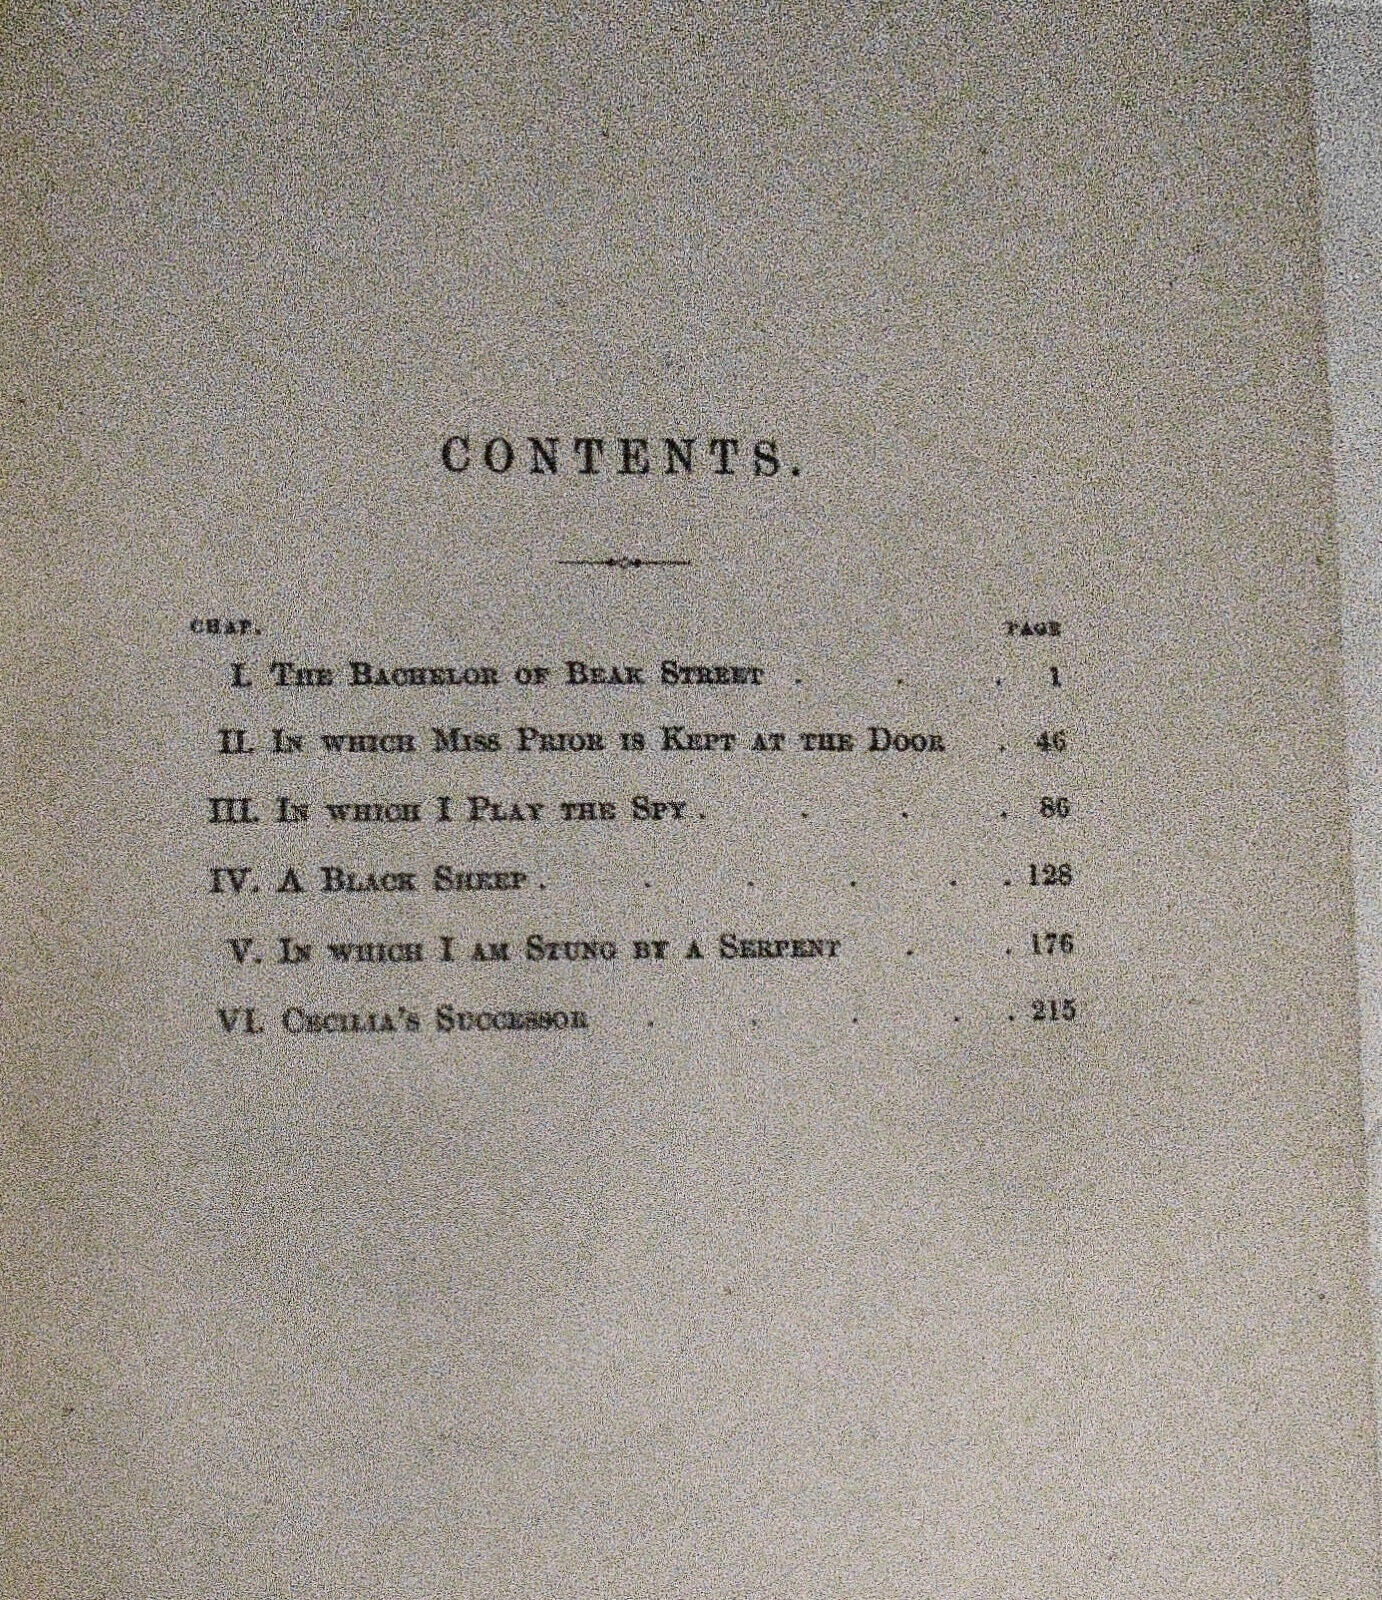 CONTENTS.
CHAP. PAGE
I. THE BACHELOR OF BEAK STREET . . . 1
II. IN WHICH MISS PRIOR IS KEPT AT THE DOOR . 46
III. IN WHICH I PLAY THE SPY . . . . 86
IV. A BLACK SHEEP . . . . . . 128
V. IN WHICH I AM STUNG BY A SERPENT . . 176
VI. CECILIA'S SUCCESSOR . . . . . 215